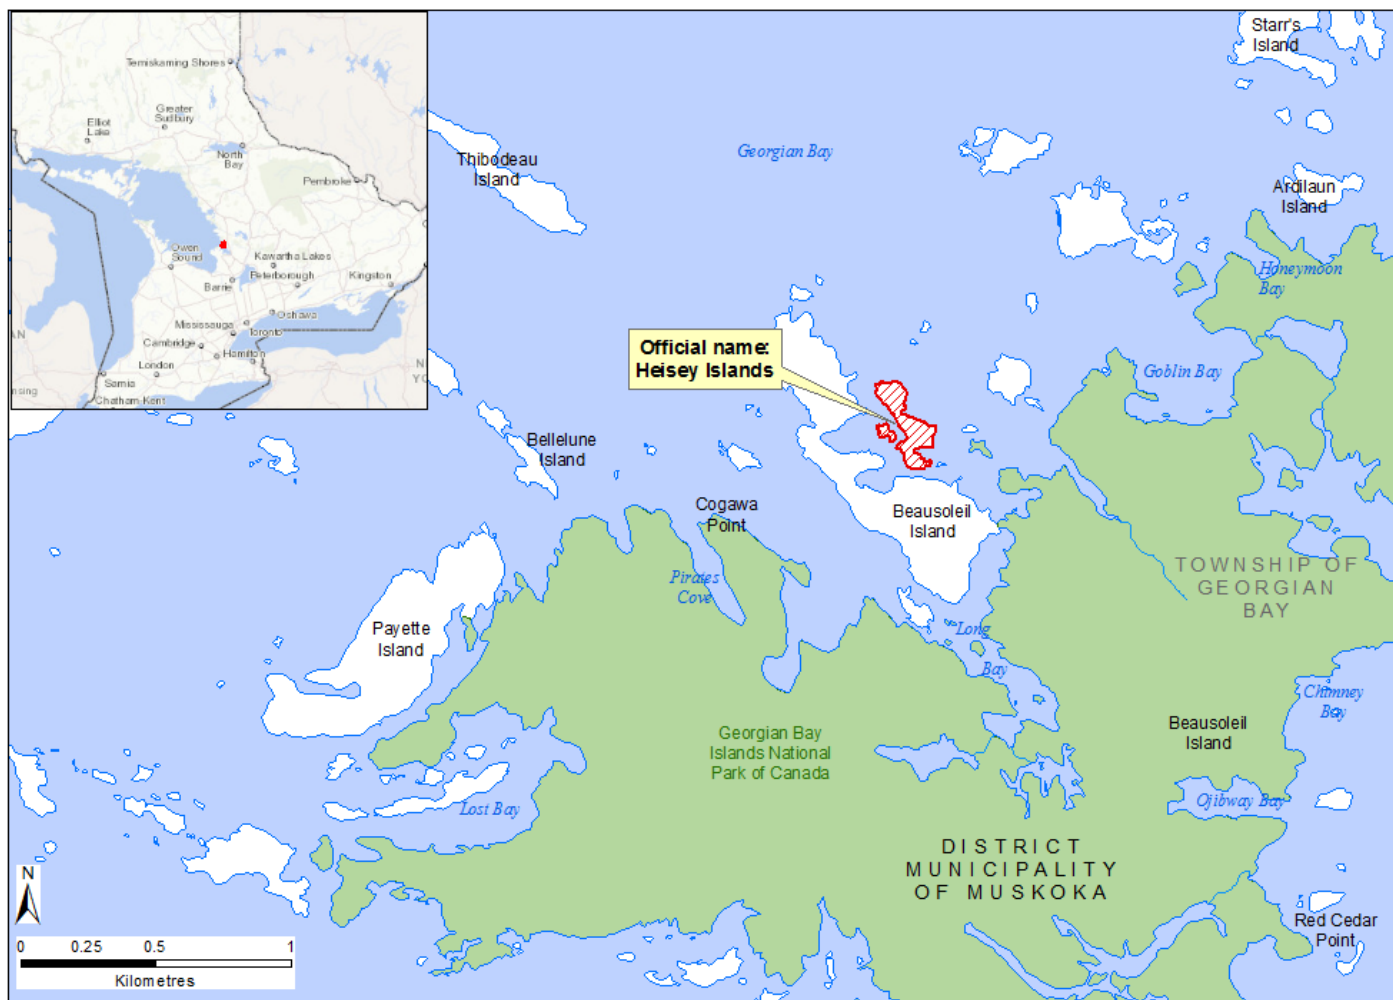 Temiskaming Shores
Greater
Sudbury
Elliot
Lake
North
Bay
Pembroke
Owen
Sound
Kawartha Lakes
Barrie
Peterborough
Kingston
Oshawa
Mississauga
Toronto
Cambridge
Hamilton
London
Sarnia
Chatham-Kent
AN
N
Y
nsing
Starr's
Island
Georgian Bay
Thibodeau
Island
Ardilaun
Island
Honeymoon
Bay
Official name:
Heisey Islands
Goblin Bay
Bellelune
Island
Cogawa
Point
Beausoleil
Island
TOWNSHIP OF
GEORGIAN
BAY
Pirates
Cove
Payette
Island
Long
Bay
Chimney
Bay
Beausoleil
Island
Georgian Bay
Islands National
Park of Canada
Ojibway Bay
Lost Bay
DISTRICT
MUNICIPALITY
OF MUSKOKA
Red Cedar
Point
N
0 0.25 0.5 1
Kilometres